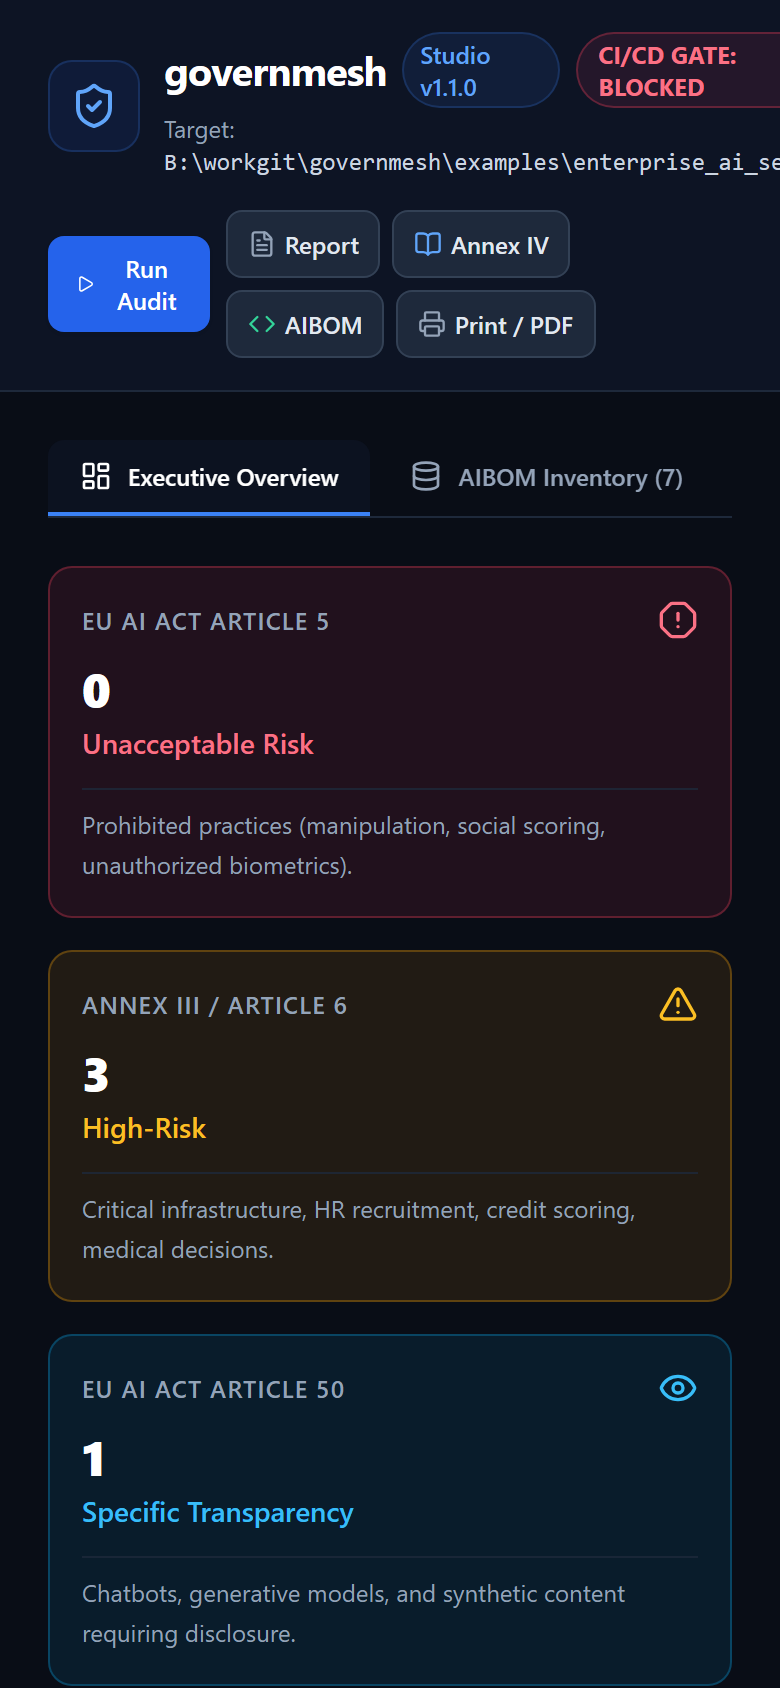 governmesh
Studio
v1.1.0
CI/CD GATE:
BLOCKED
Target:
B:\workgit\governmesh\examples\enterprise_ai_se
Run
Audit
Report
Annex IV
AIBOM
Print / PDF
Executive Overview
AIBOM Inventory (7)
EU AI ACT ARTICLE 5
0
Unacceptable Risk
Prohibited practices (manipulation, social scoring,
unauthorized biometrics).
ANNEX III / ARTICLE 6
3
High-Risk
Critical infrastructure, HR recruitment, credit scoring,
medical decisions.
EU AI ACT ARTICLE 50
1
Specific Transparency
Chatbots, generative models, and synthetic content
requiring disclosure.